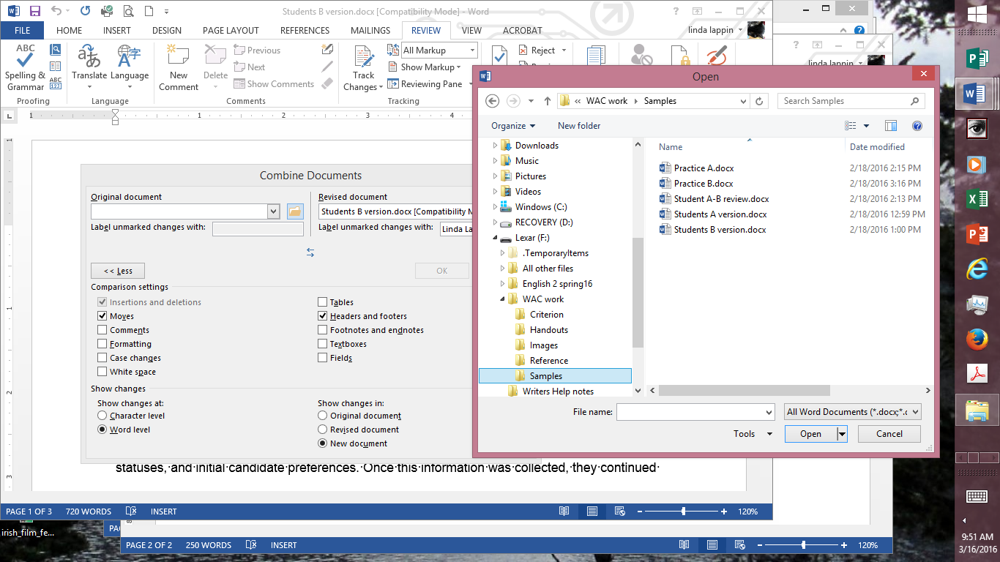 Students B version.docx [Compatibility Mode] - Word
FILE HOME INSERT DESIGN PAGE LAYOUT REFERENCES MAILINGS REVIEW VIEW ACROBAT linda lappin
ABC
Spelling & Grammar
Proofing
Translate
Language
Language
New Comment
Delete
Previous
Next
Show Comments
Comments
Track Changes
All Markup
Show Markup
Reviewing Pane
Tracking
Reject
linda lappin
1 1 2 3 4
Combine Documents
Original document
Label unmarked changes with:
Revised document
Students B version.docx [Compatibility M
Label unmarked changes with: Linda La
<< Less
OK
Comparison settings
Insertions and deletions
Moves
Comments
Formatting
Case changes
White space
Tables
Headers and footers
Footnotes and endnotes
Textboxes
Fields
Show changes
Show changes at:
Character level
Word level
Show changes in:
Original document
Revised document
New document
statuses, and initial candidate preferences. Once this information was collected, they continued
PAGE 1 OF 3 720 WORDS INSERT 120%
Open
WAC work Samples
Search Samples
Organize New folder
Downloads
Music
Pictures
Videos
Windows (C:)
RECOVERY (D:)
Lexar (F:)
.TemporaryItems
All other files
English 2 spring16
WAC work
Criterion
Handouts
Images
Reference
Samples
Writers Help notes
Name Date modified
Practice A.docx 2/18/2016 2:15 PM
Practice B.docx 2/18/2016 3:16 PM
Student A-B review.docx 2/18/2016 2:13 PM
Students A version.docx 2/18/2016 12:59 PM
Students B version.docx 2/18/2016 1:00 PM
File name:
All Word Documents (*.docx;*.c
Tools Open Cancel
irish_film_fe...
PAG
PAGE 2 OF 2 250 WORDS INSERT 120%
9:51 AM
3/16/2016